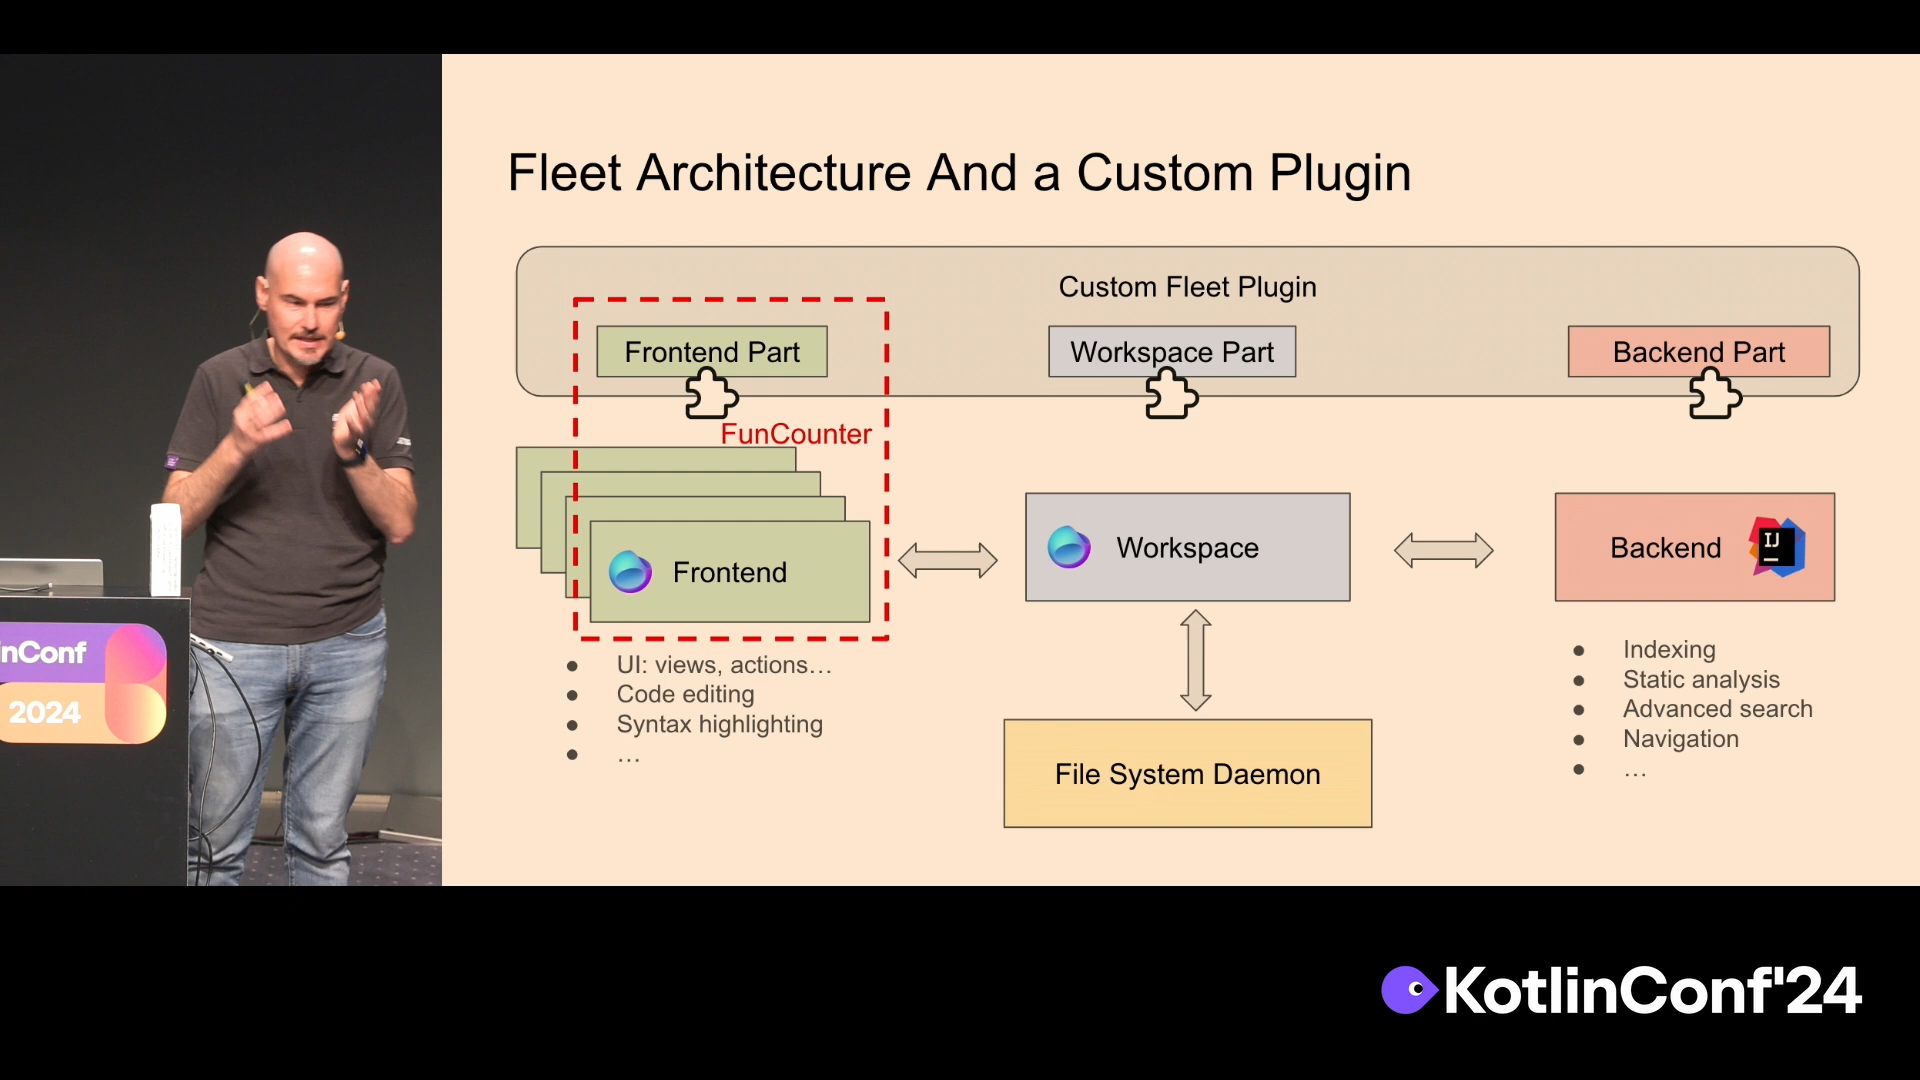 Fleet Architecture And a Custom Plugin
Custom Fleet Plugin
Frontend Part
Workspace Part
Backend Part
FunCounter
Frontend
Workspace
Backend
IJ
UI: views, actions…
Code editing
Syntax highlighting
…
File System Daemon
Indexing
Static analysis
Advanced search
Navigation
…
inConf
2024
KotlinConf'24